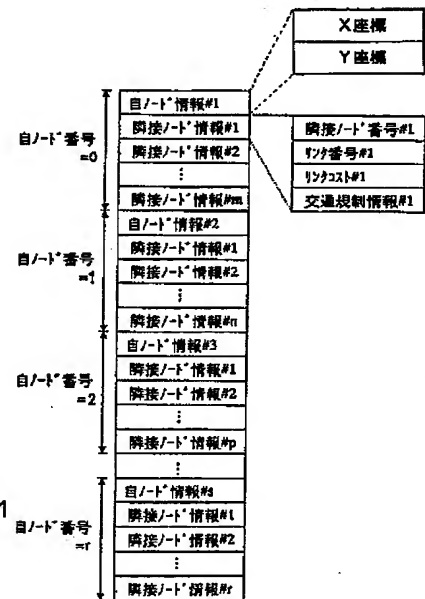 X座標
Y座標
自ノード情報#1
隣接ノード情報#1
隣接ノード情報#2
⋮
隣接ノード情報#m
自ノード番号
=0
隣接ノード番号#1
リンク番号#1
リンクコスト#1
交通規制情報#1
自ノード情報#2
隣接ノード情報#1
隣接ノード情報#2
⋮
隣接ノード情報#n
自ノード番号
=1
自ノード情報#3
隣接ノード情報#1
隣接ノード情報#2
⋮
隣接ノード情報#p
自ノード番号
=2
⋮
自ノード情報#s
隣接ノード情報#1
隣接ノード情報#2
⋮
隣接ノード情報#r
1
自ノード番号
=r